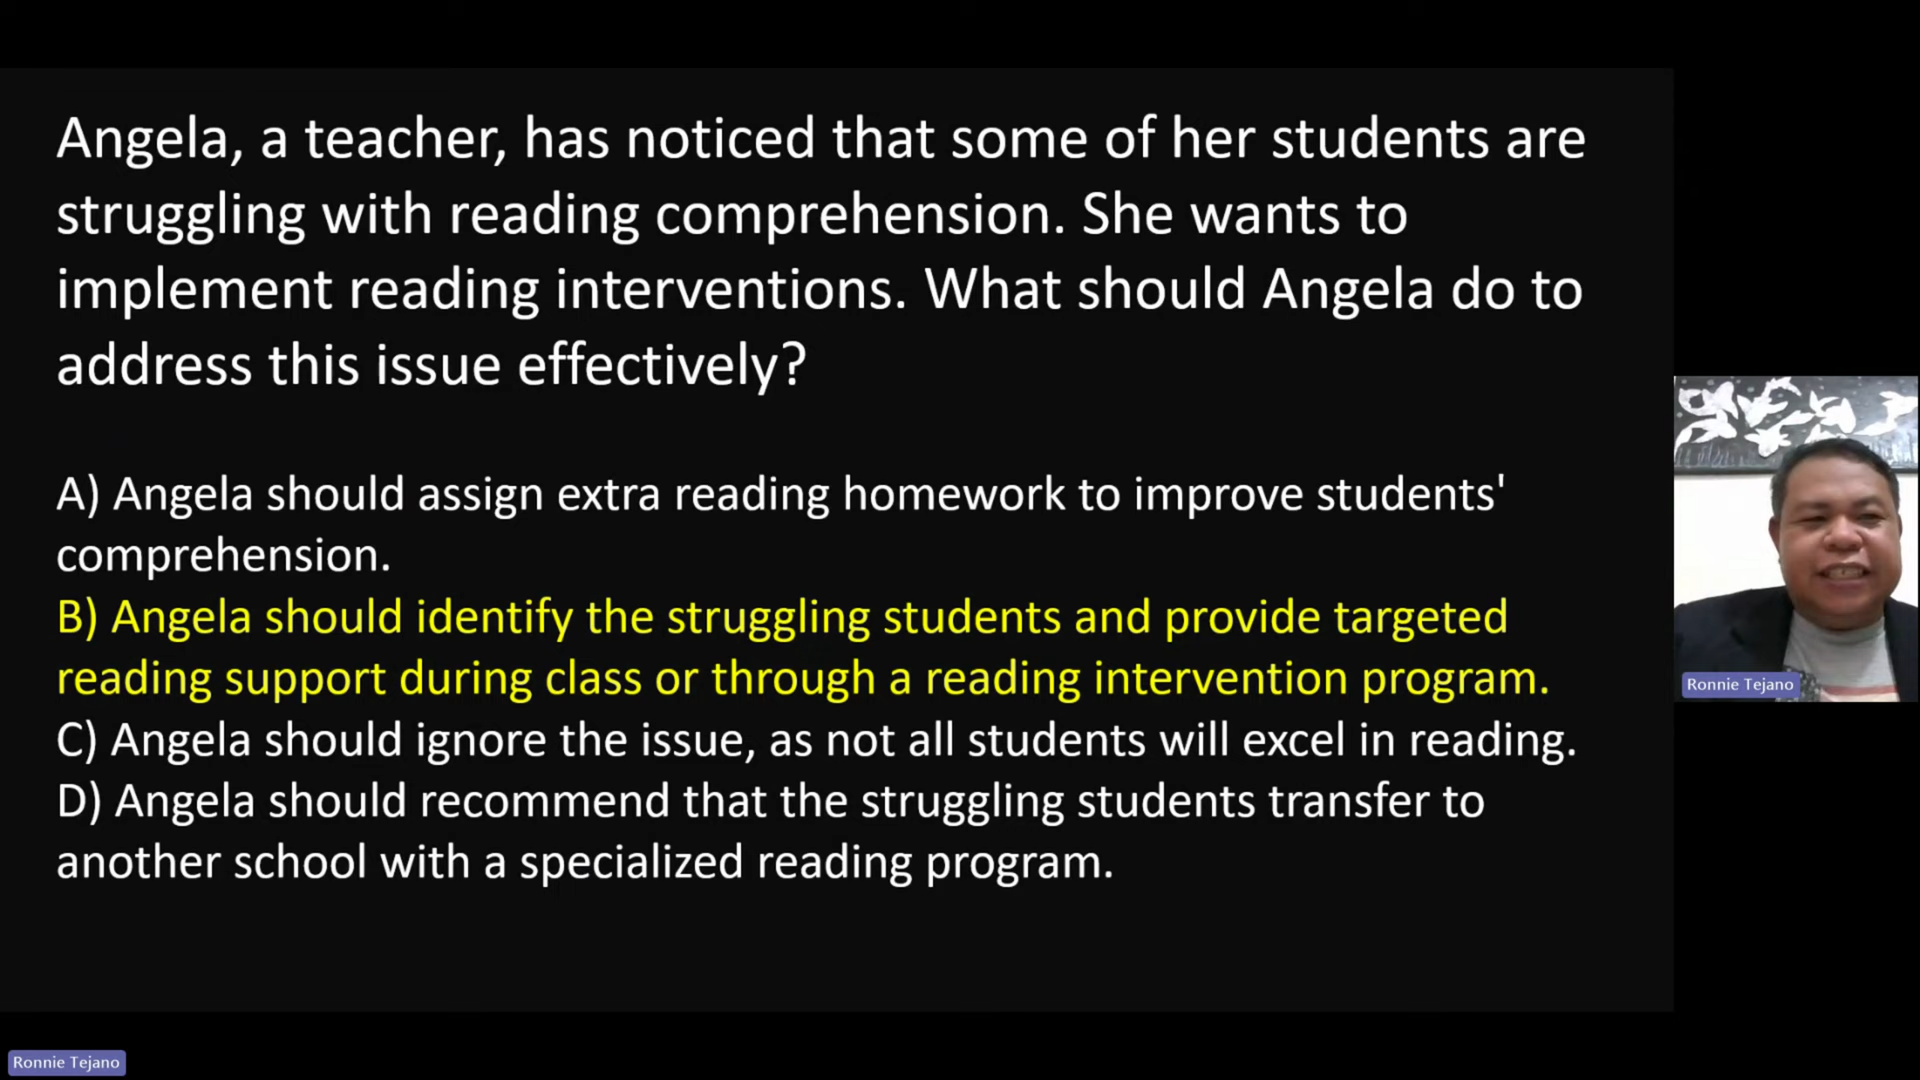 Angela, a teacher, has noticed that some of her students are
struggling with reading comprehension. She wants to
implement reading interventions. What should Angela do to
address this issue effectively?
A) Angela should assign extra reading homework to improve students'
comprehension.
B) Angela should identify the struggling students and provide targeted
reading support during class or through a reading intervention program.
C) Angela should ignore the issue, as not all students will excel in reading.
D) Angela should recommend that the struggling students transfer to
another school with a specialized reading program.
Ronnie Tejano
Ronnie Tejano